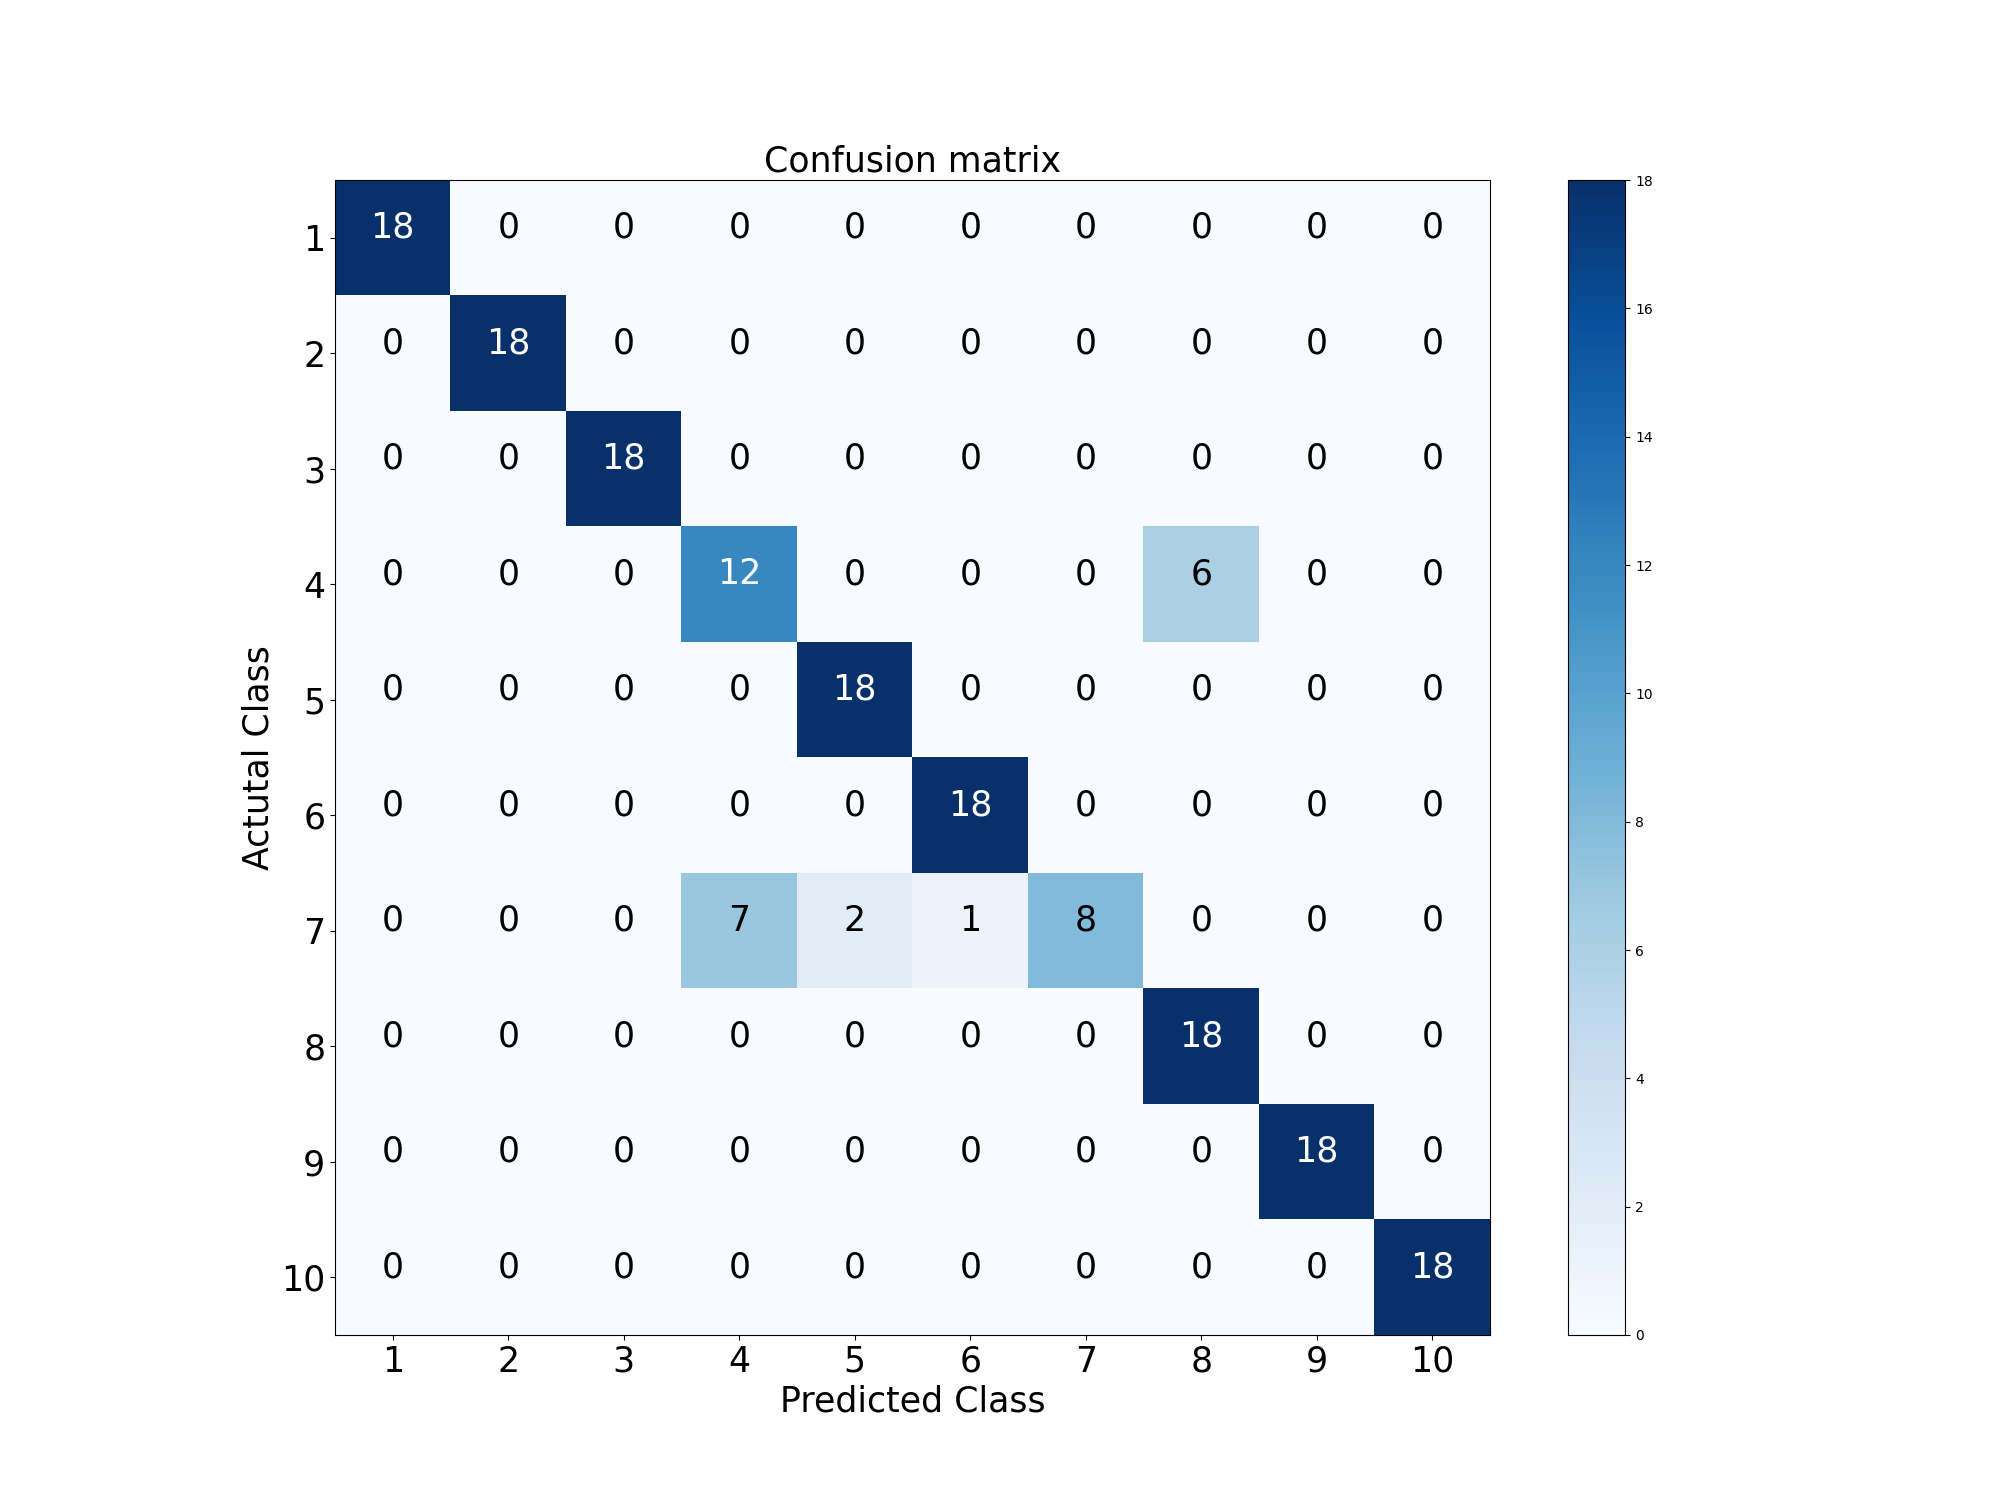 Confusion matrix
1 18 0 0 0 0 0 0 0 0 0
2 0 18 0 0 0 0 0 0 0 0
3 0 0 18 0 0 0 0 0 0 0
4 0 0 0 12 0 0 0 6 0 0
5 0 0 0 0 18 0 0 0 0 0
6 0 0 0 0 0 18 0 0 0 0
7 0 0 0 7 2 1 8 0 0 0
8 0 0 0 0 0 0 0 18 0 0
9 0 0 0 0 0 0 0 0 18 0
10 0 0 0 0 0 0 0 0 0 18
1 2 3 4 5 6 7 8 9 10
Predicted Class
Actutal Class
18
16
14
12
10
8
6
4
2
0